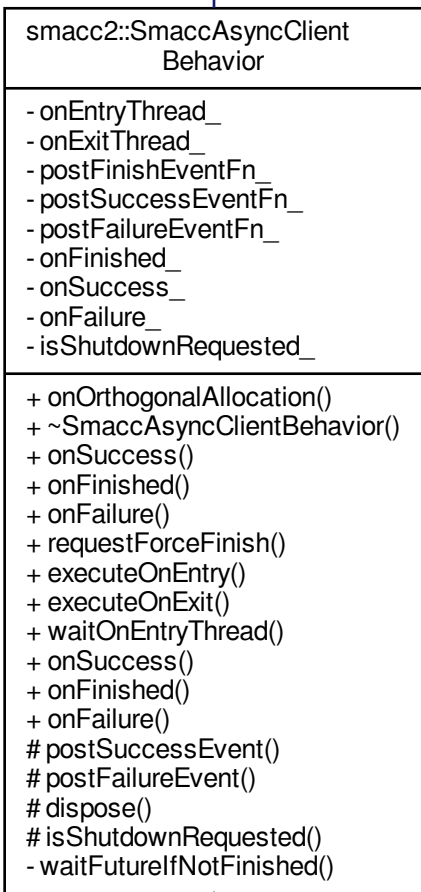 smacc2::SmaccAsyncClient
Behavior
- onEntryThread_
- onExitThread_
- postFinishEventFn_
- postSuccessEventFn_
- postFailureEventFn_
- onFinished_
- onSuccess_
- onFailure_
- isShutdownRequested_
+ onOrthogonalAllocation()
+ ~SmaccAsyncClientBehavior()
+ onSuccess()
+ onFinished()
+ onFailure()
+ requestForceFinish()
+ executeOnEntry()
+ executeOnExit()
+ waitOnEntryThread()
+ onSuccess()
+ onFinished()
+ onFailure()
# postSuccessEvent()
# postFailureEvent()
# dispose()
# isShutdownRequested()
- waitFutureIfNotFinished()